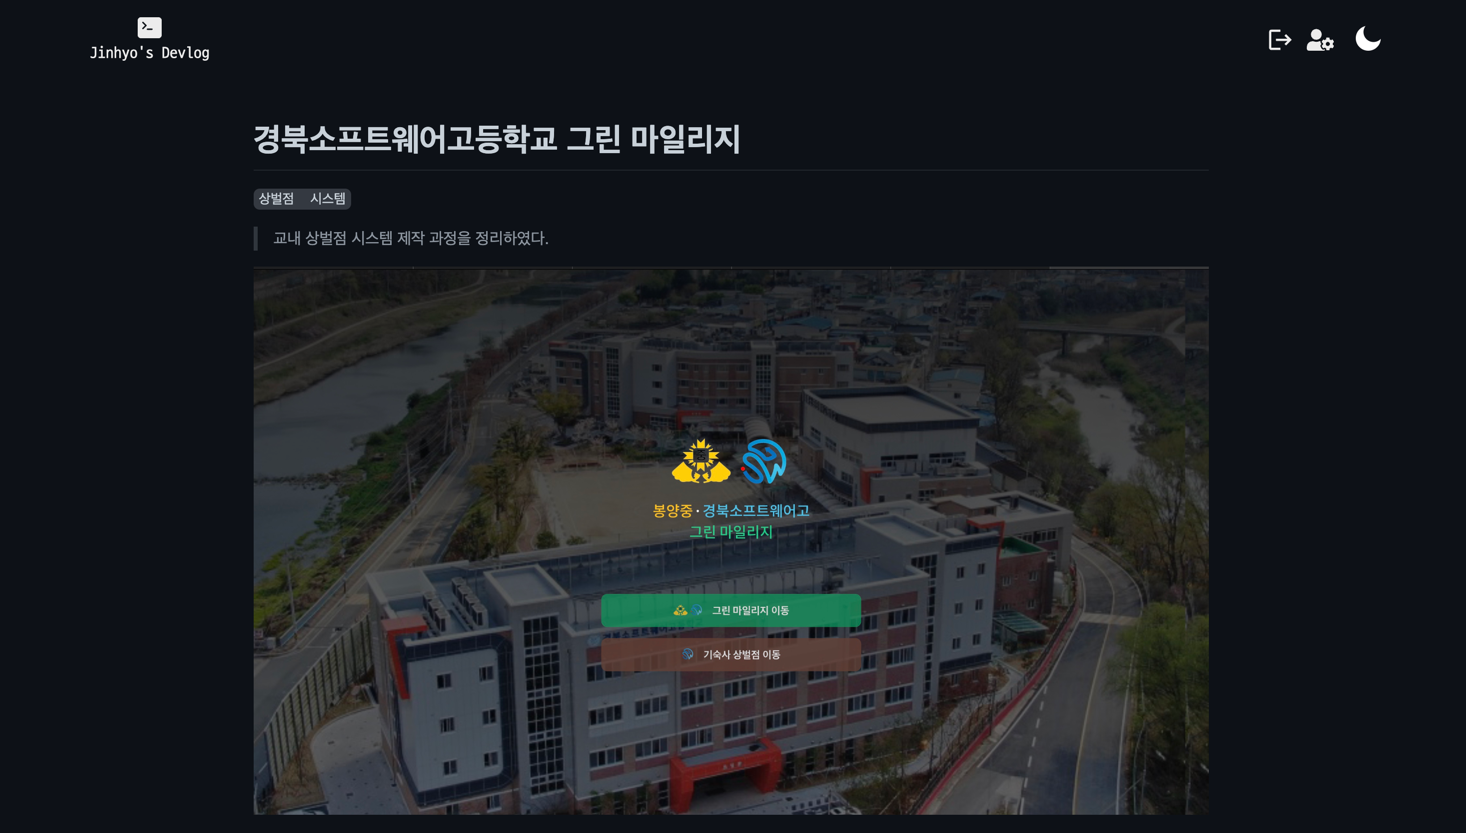 >_
Jinhyo's Devlog
경북소프트웨어고등학교 그린 마일리지
상벌점 시스템
교내 상벌점 시스템 제작 과정을 정리하였다.
봉양중 · 경북소프트웨어고
그린 마일리지
그린 마일리지 이동
기숙사 상벌점 이동